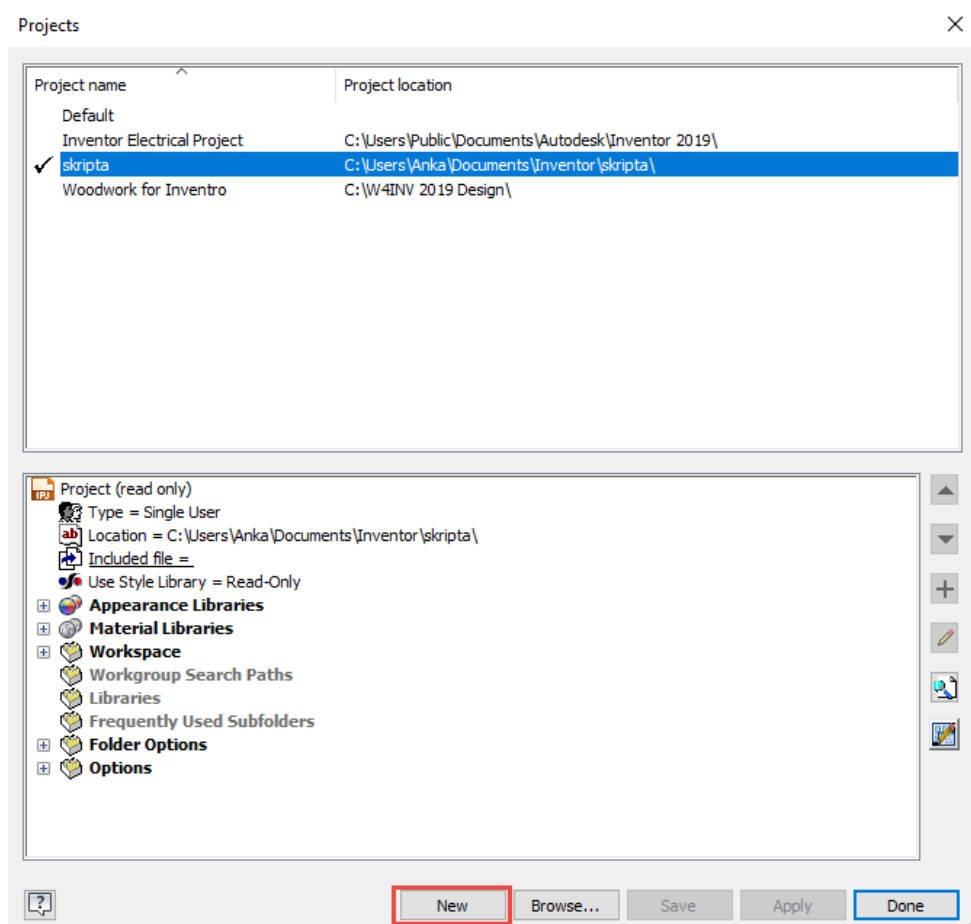 Projects
Project name Project location
Default
Inventor Electrical Project C:\Users\Public\Documents\Autodesk\Inventor 2019\
skripta C:\Users\Anka\Documents\Inventor\skripta\
Woodwork for Inventro C:\W4INV 2019 Design\
IPJ Project (read only)
Type = Single User
ab Location = C:\Users\Anka\Documents\Inventor\skripta\
Included file =
Use Style Library = Read-Only
Appearance Libraries
Material Libraries
Workspace
Workgroup Search Paths
Libraries
Frequently Used Subfolders
Folder Options
Options
? New Browse... Save Apply Done